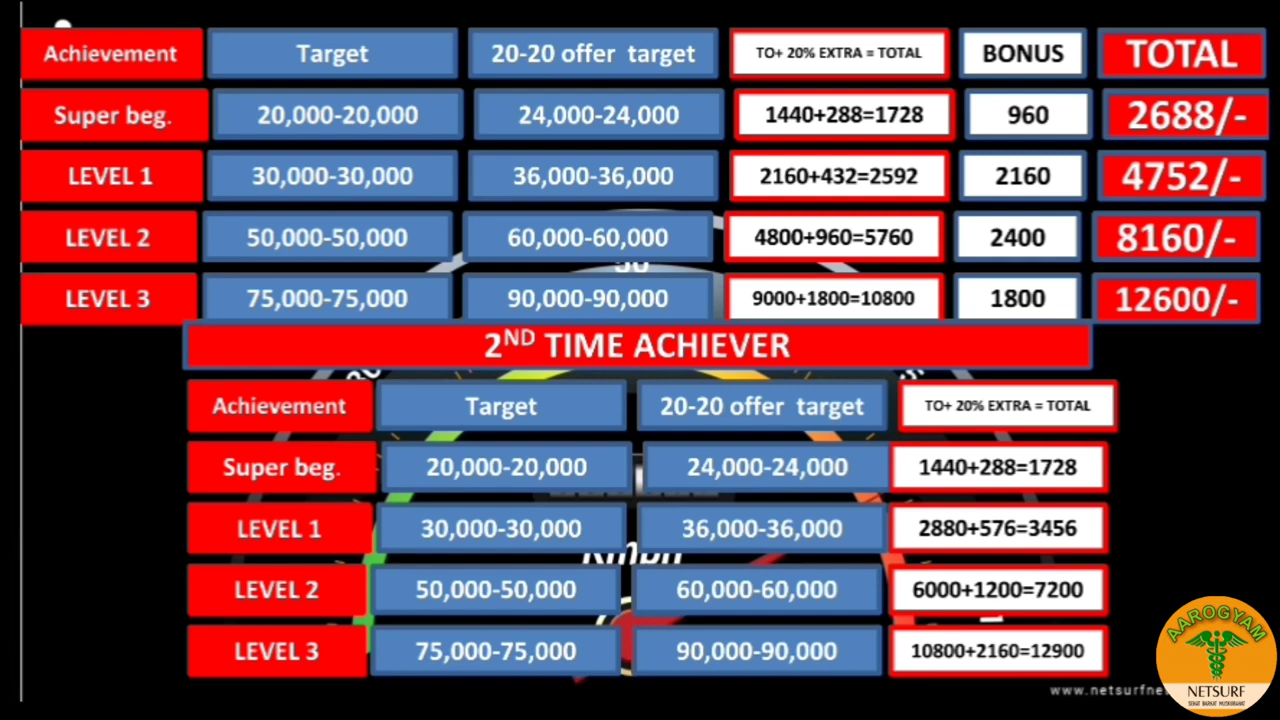 Achievement Target 20-20 offer target TO+ 20% EXTRA = TOTAL BONUS TOTAL
Super beg. 20,000-20,000 24,000-24,000 1440+288=1728 960 2688/-
LEVEL 1 30,000-30,000 36,000-36,000 2160+432=2592 2160 4752/-
LEVEL 2 50,000-50,000 60,000-60,000 4800+960=5760 2400 8160/-
LEVEL 3 75,000-75,000 90,000-90,000 9000+1800=10800 1800 12600/-
2ND TIME ACHIEVER
Achievement Target 20-20 offer target TO+ 20% EXTRA = TOTAL
Super beg. 20,000-20,000 24,000-24,000 1440+288=1728
LEVEL 1 30,000-30,000 36,000-36,000 2880+576=3456
LEVEL 2 50,000-50,000 60,000-60,000 6000+1200=7200
LEVEL 3 75,000-75,000 90,000-90,000 10800+2160=12900
AAROGYAM
NETSURF